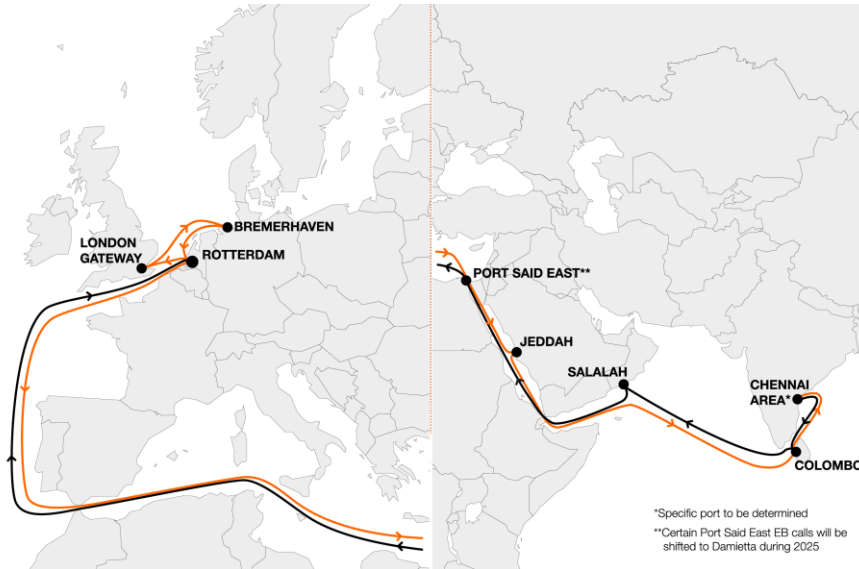 BREMERHAVEN
LONDON
GATEWAY
ROTTERDAM
PORT SAID EAST**
JEDDAH
SALALAH
CHENNAI
AREA*
COLOMBO
*Specific port to be determined
**Certain Port Said East EB calls will be
shifted to Damietta during 2025